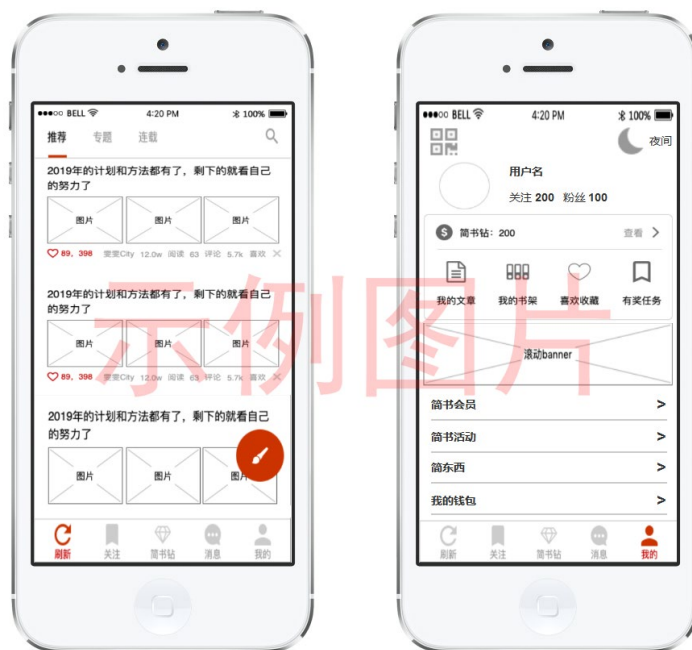 ●●●○○ BELL 4:20 PM 100%
推荐 专题 连载
2019年的计划和方法都有了，剩下的就看自己
的努力了
图片 图片 图片
89，398 雯雯City 12.0w 阅读 63 评论 5.7k 喜欢 ×
2019年的计划和方法都有了，剩下的就看自己
的努力了
图片 图片 图片
89，398 雯雯City 12.0w 阅读 63 评论 5.7k 喜欢 ×
2019年的计划和方法都有了，剩下的就看自己
的努力了
图片 图片 图片
刷新 关注 简书钻 消息 我的
●●●○○ BELL 4:20 PM 100%
夜间
用户名
关注 200 粉丝 100
S 简书钻：200 查看 >
我的文章 我的书架 喜欢收藏 有奖任务
滚动banner
简书会员 >
简书活动 >
简东西 >
我的钱包 >
刷新 关注 简书钻 消息 我的
示例图片